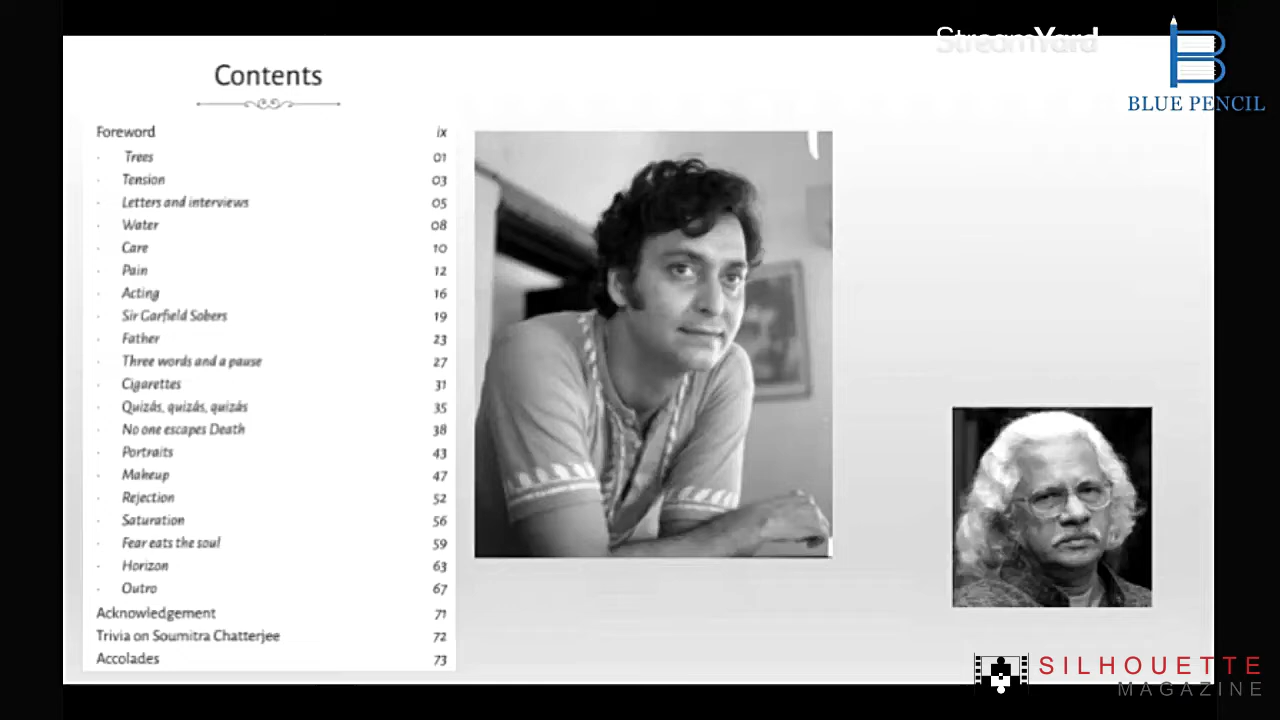 StreamYard
BLUE PENCIL
Contents
Foreword ix
· Trees 01
· Tension 03
· Letters and interviews 05
· Water 08
· Care 10
· Pain 12
· Acting 16
· Sir Garfield Sobers 19
· Father 23
· Three words and a pause 27
· Cigarettes 31
· Quizás, quizás, quizás 35
· No one escapes Death 38
· Portraits 43
· Makeup 47
· Rejection 52
· Saturation 56
· Fear eats the soul 59
· Horizon 63
· Outro 67
Acknowledgement 71
Trivia on Soumitra Chatterjee 72
Accolades 73
SILHOUETTE
MAGAZINE